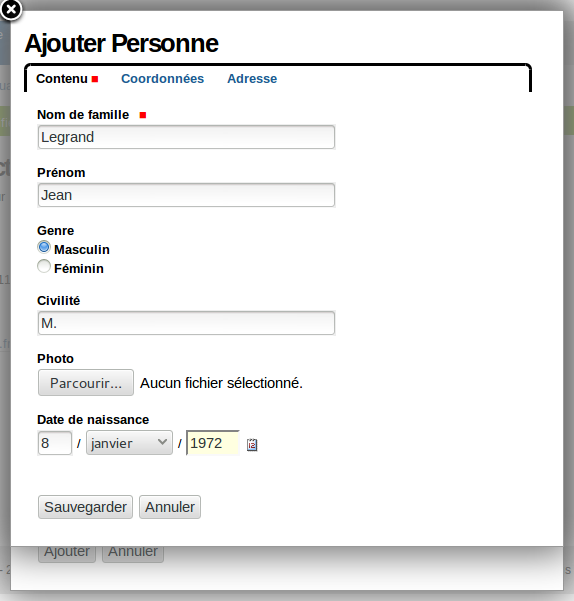 Ajouter Personne
Contenu Coordonnées Adresse
Nom de famille
Legrand
Prénom
Jean
Genre
Masculin
Féminin
Civilité
M.
Photo
Parcourir... Aucun fichier sélectionné.
Date de naissance
8 / janvier / 1972
Sauvegarder Annuler
Ajouter Annuler